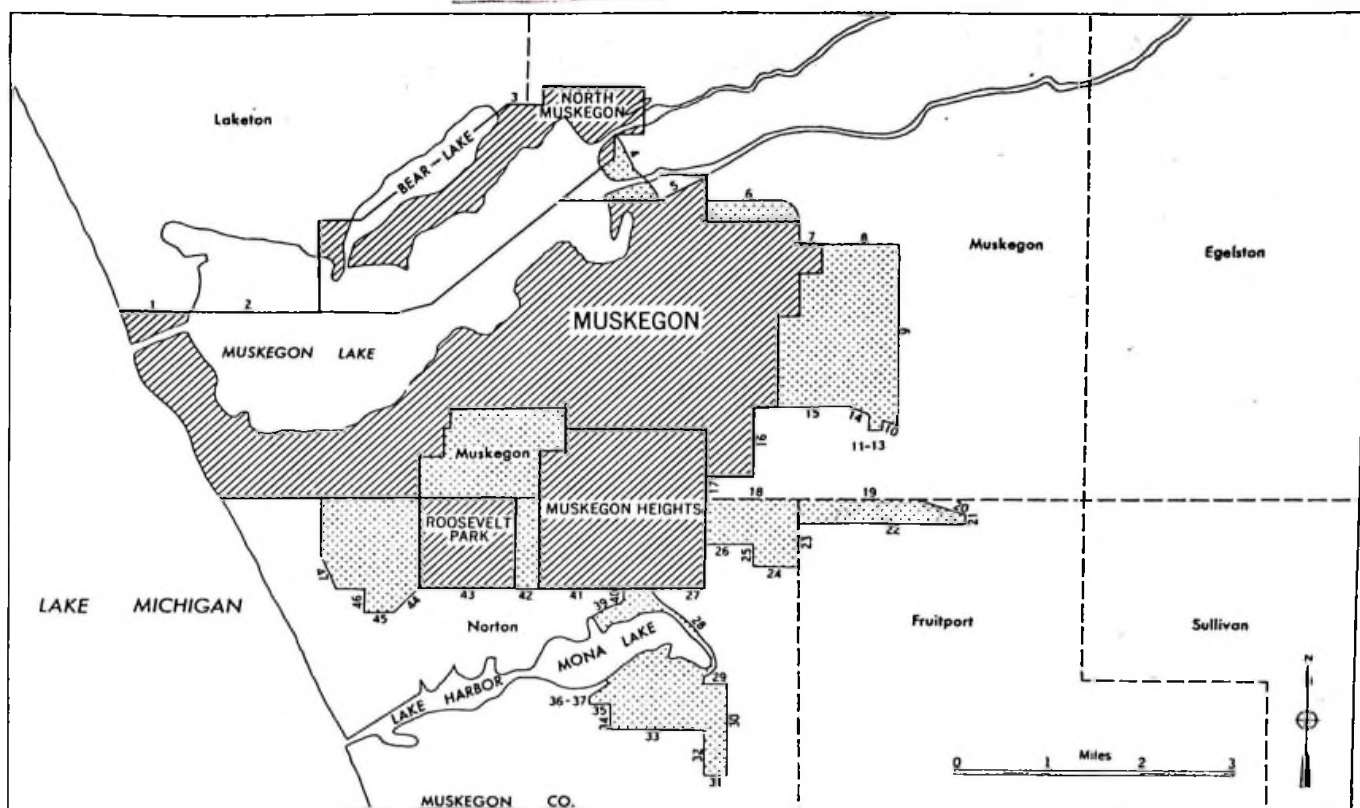 3
NORTH
MUSKEGON
Laketon
4
BEAR LAKE
5
6
7
8
Muskegon
Egelston
1
2
MUSKEGON
9
MUSKEGON LAKE
15
14
10
11-13
16
Muskegon
17
18
19
20
21
MUSKEGON HEIGHTS
ROOSEVELT
PARK
22
23
26
25
24
47
46
45
44
43
42
41
27
LAKE MICHIGAN
39
40
28
Norton
Fruitport
Sullivan
MONA LAKE
LAKE HARBOR
29
36-37
35
34
33
30
32
31
N
Miles
0 1 2 3
MUSKEGON CO.